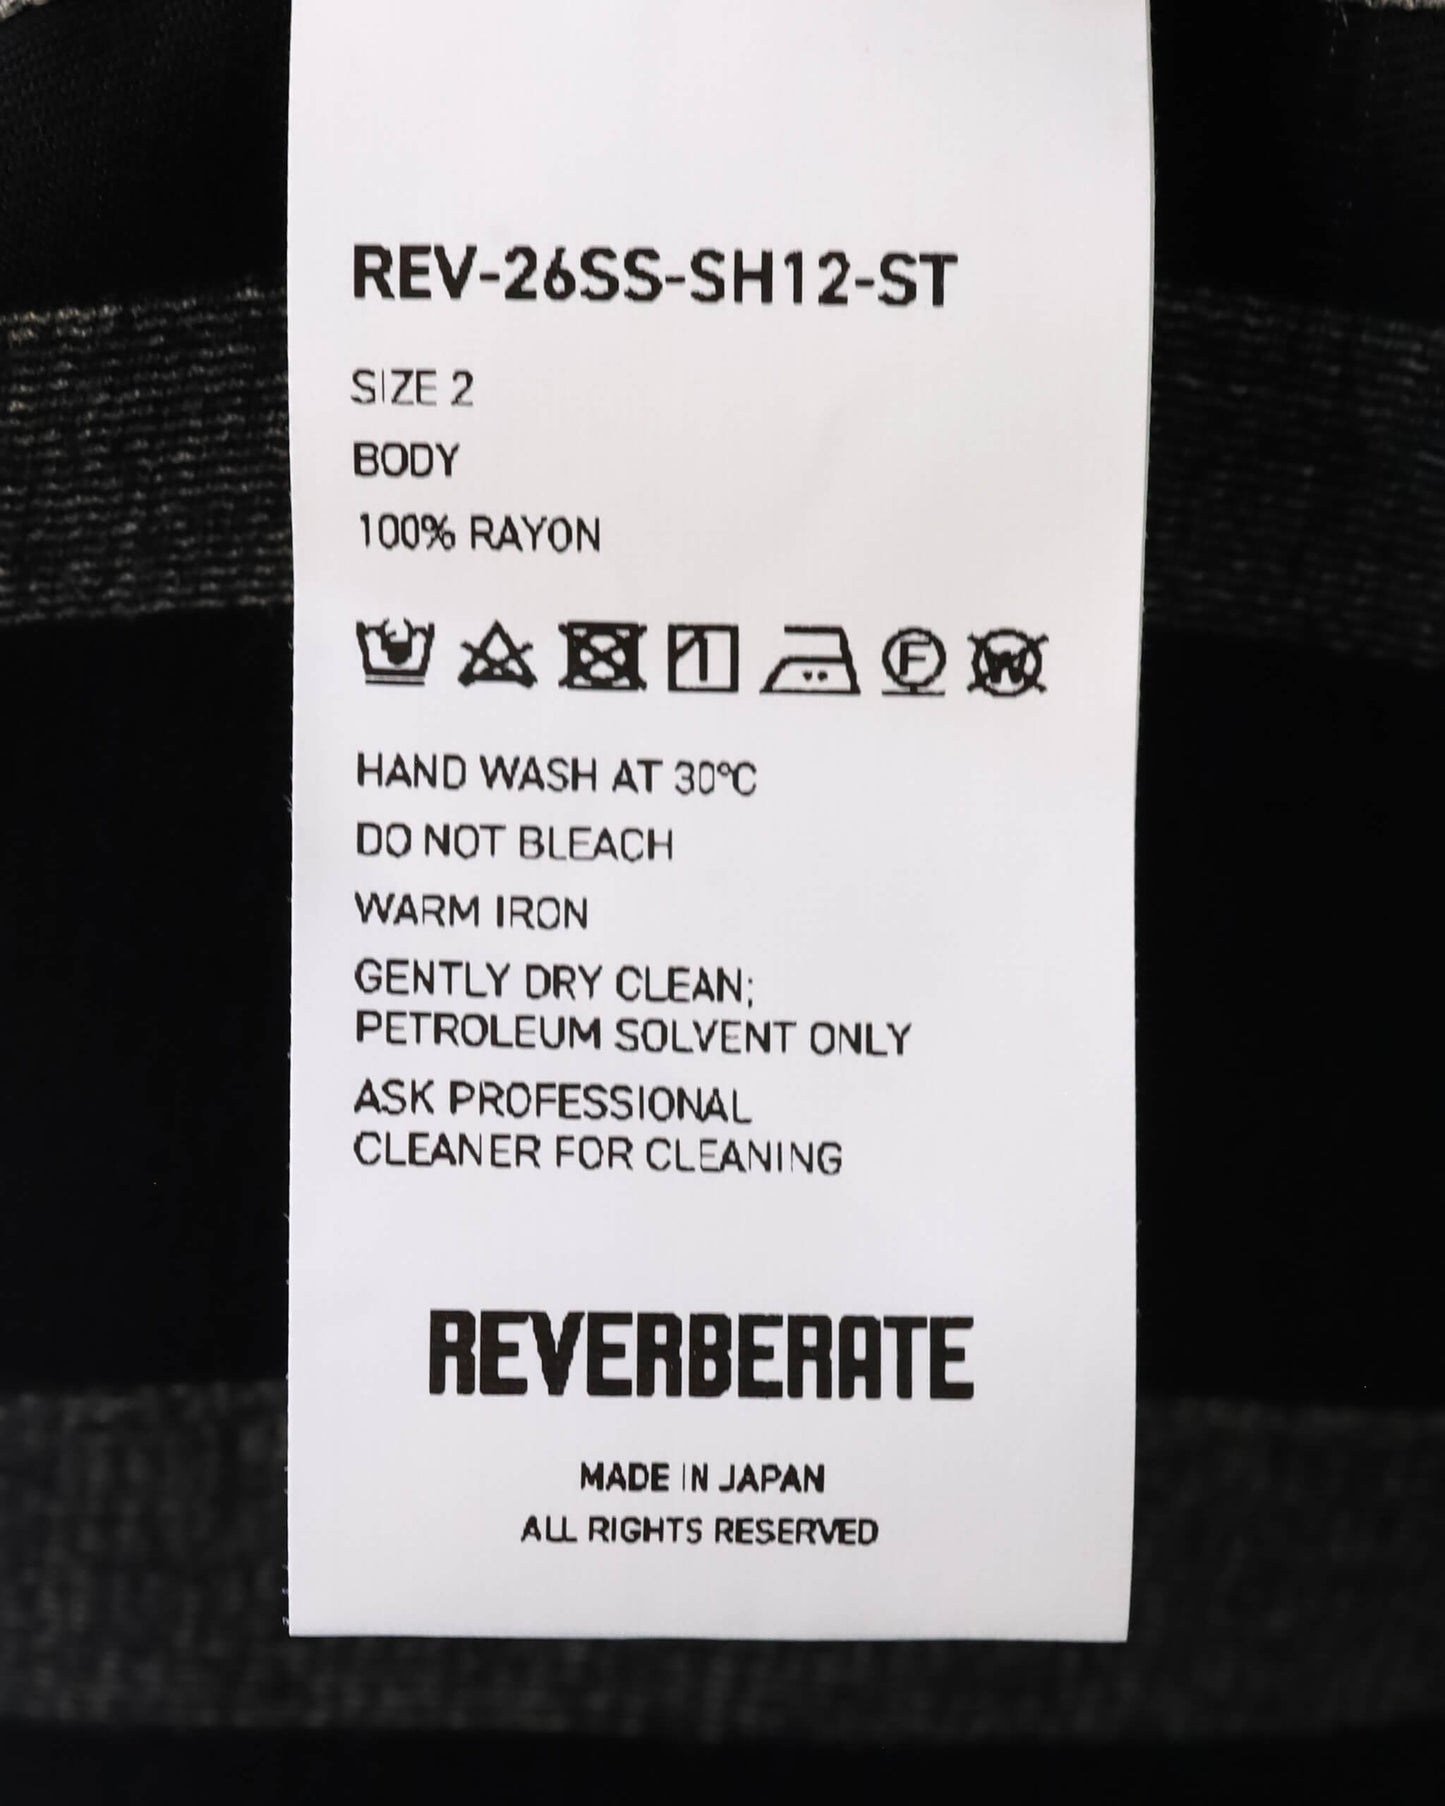 REV-26SS-SH12-ST
SIZE 2
BODY
100% RAYON
HAND WASH AT 30°C
DO NOT BLEACH
WARM IRON
GENTLY DRY CLEAN;
PETROLEUM SOLVENT ONLY
ASK PROFESSIONAL
CLEANER FOR CLEANING
REVERBERATE
MADE IN JAPAN
ALL RIGHTS RESERVED